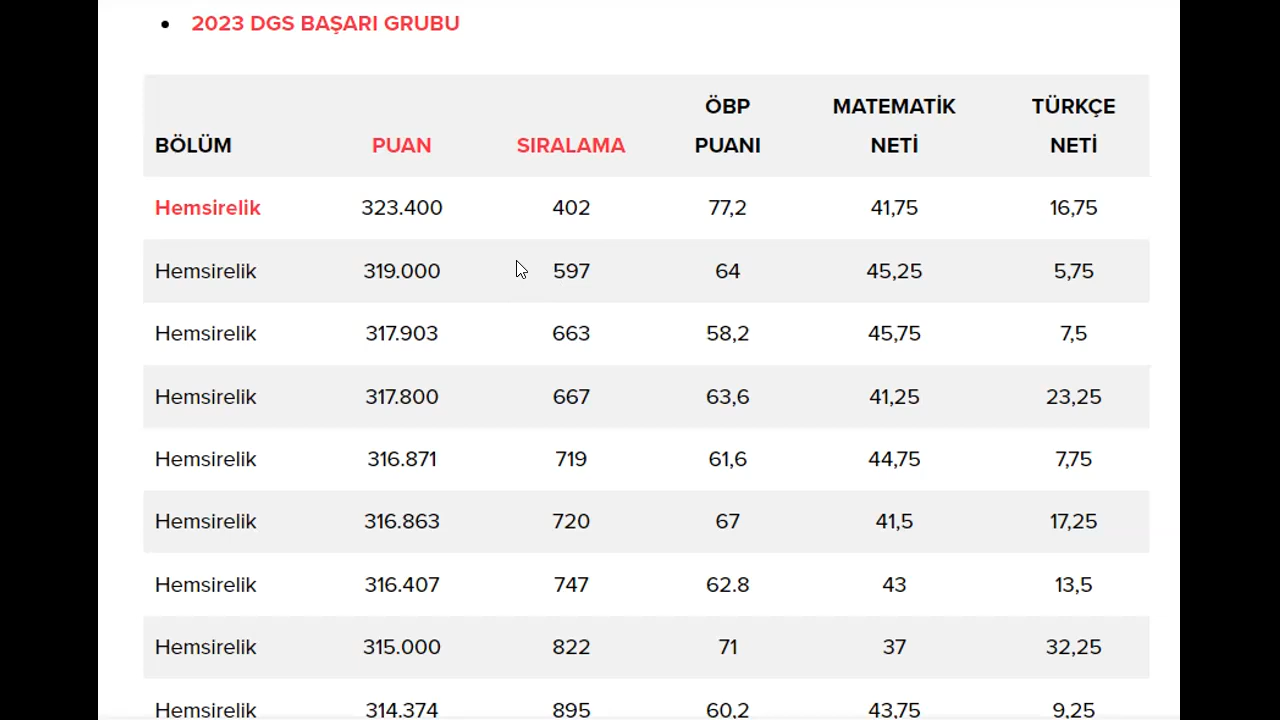 2023 DGS BAŞARI GRUBU
BÖLÜM PUAN SIRALAMA ÖBP PUANI MATEMATİK NETİ TÜRKÇE NETİ
Hemsirelik 323.400 402 77,2 41,75 16,75
Hemsirelik 319.000 597 64 45,25 5,75
Hemsirelik 317.903 663 58,2 45,75 7,5
Hemsirelik 317.800 667 63,6 41,25 23,25
Hemsirelik 316.871 719 61,6 44,75 7,75
Hemsirelik 316.863 720 67 41,5 17,25
Hemsirelik 316.407 747 62.8 43 13,5
Hemsirelik 315.000 822 71 37 32,25
Hemsirelik 314.374 895 60,2 43,75 9,25